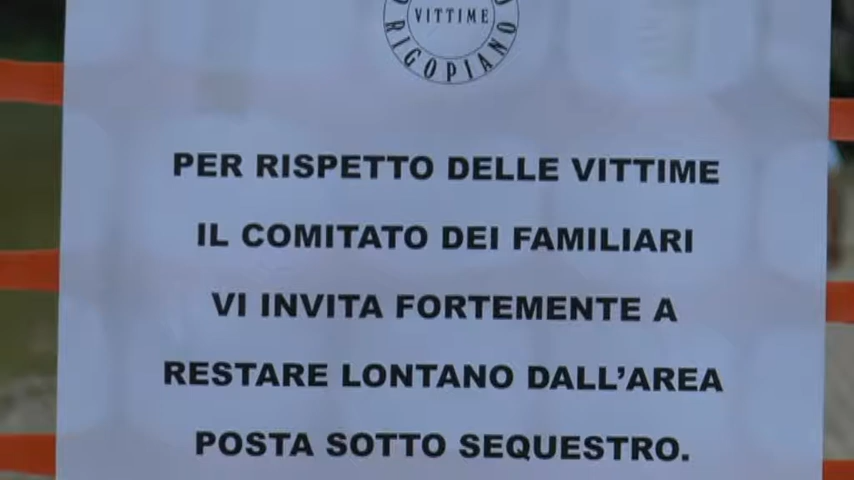 VITTIME
RIGOPIANO
PER RISPETTO DELLE VITTIME
IL COMITATO DEI FAMILIARI
VI INVITA FORTEMENTE A
RESTARE LONTANO DALL'AREA
POSTA SOTTO SEQUESTRO.